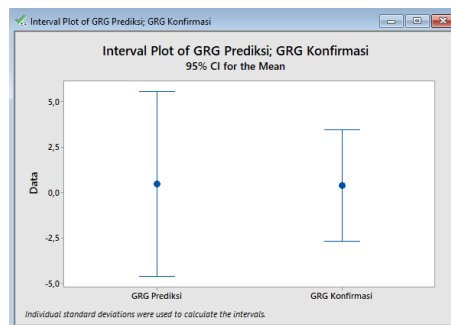 Interval Plot of GRG Prediksi; GRG Konfirmasi
Interval Plot of GRG Prediksi; GRG Konfirmasi
95% CI for the Mean
5,0
2,5
0,0
-2,5
-5,0
Data
GRG Prediksi
GRG Konfirmasi
Individual standard deviations were used to calculate the intervals.